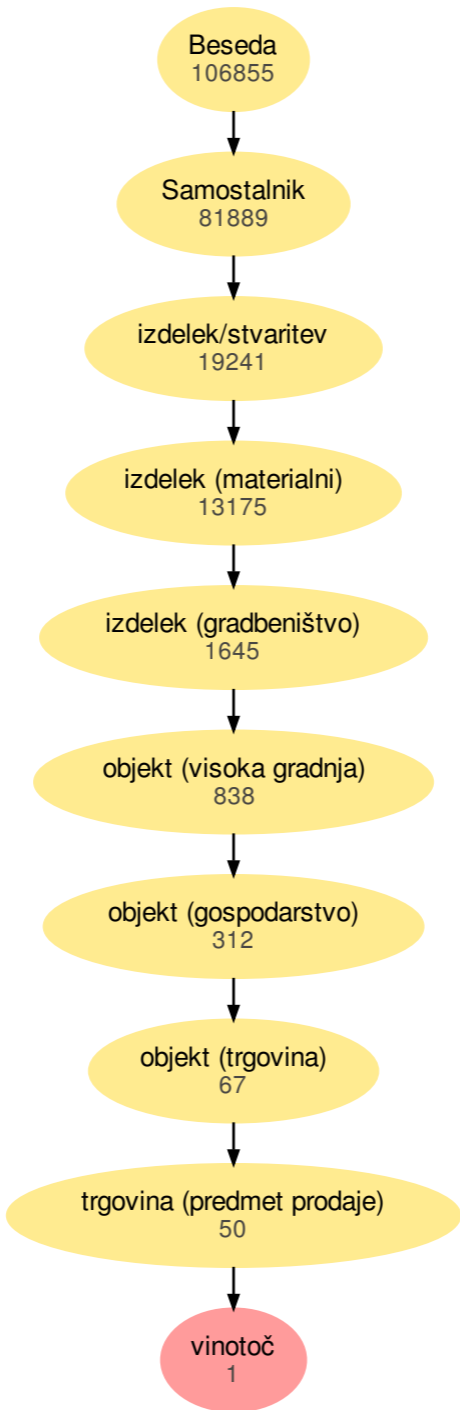 Beseda
106855
Samostalnik
81889
izdelek/stvaritev
19241
izdelek (materialni)
13175
izdelek (gradbeništvo)
1645
objekt (visoka gradnja)
838
objekt (gospodarstvo)
312
objekt (trgovina)
67
trgovina (predmet prodaje)
50
vinotoč
1